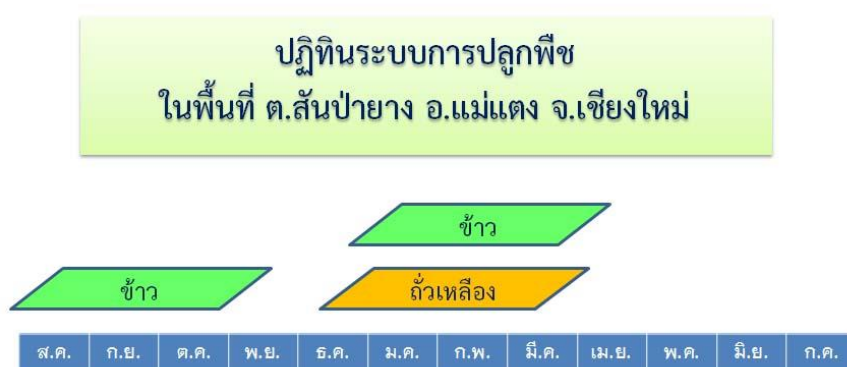 ปฏิทินระบบการปลูกพืช
ในพื้นที่ ต.สันป่ายาง อ.แม่แตง จ.เชียงใหม่
ข้าว
ข้าว
ถั่วเหลือง
ส.ค. ก.ย. ต.ค. พ.ย. ธ.ค. ม.ค. ก.พ. มี.ค. เม.ย. พ.ค. มิ.ย. ก.ค.